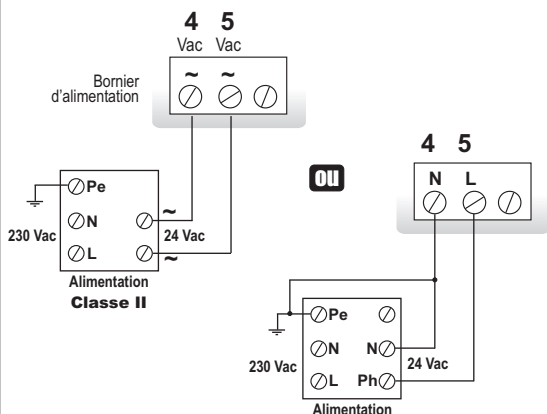 4 5
Vac Vac
Bornier
d'alimentation
~ ~
Pe
N
L
230 Vac
~
24 Vac
~
Alimentation
Classe II
ou
4 5
N L
Pe
N N
L Ph
230 Vac
24 Vac
Alimentation